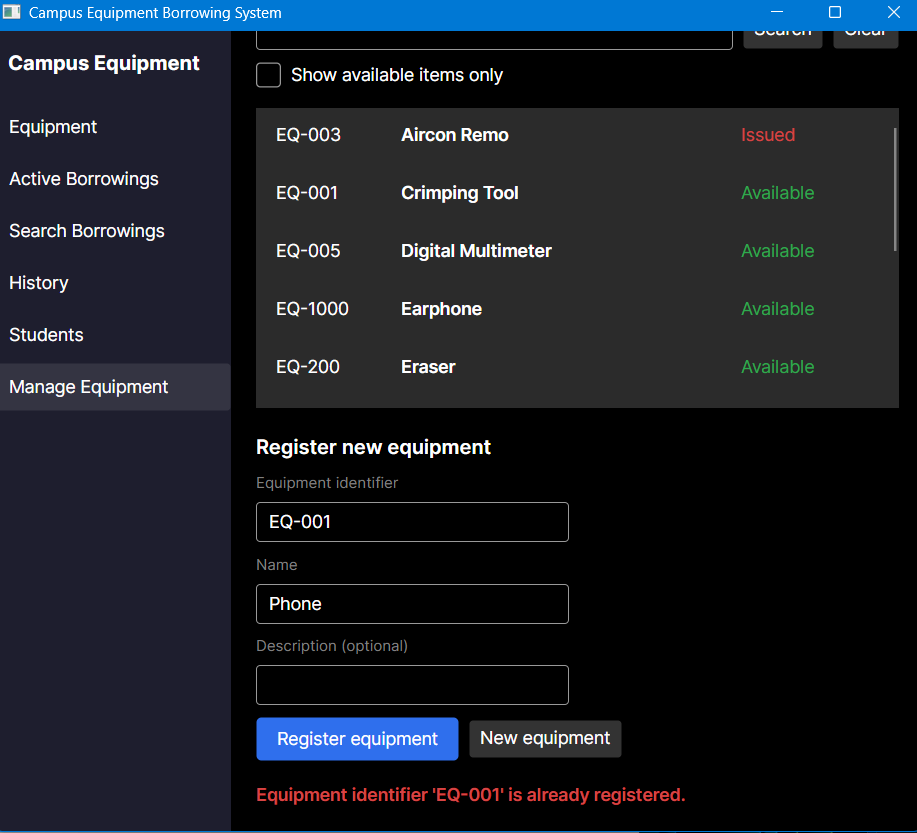 Campus Equipment Borrowing System
Campus Equipment
Equipment
Active Borrowings
Search Borrowings
History
Students
Manage Equipment
Search Clear
Show available items only
EQ-003 Aircon Remo Issued
EQ-001 Crimping Tool Available
EQ-005 Digital Multimeter Available
EQ-1000 Earphone Available
EQ-200 Eraser Available
Register new equipment
Equipment identifier
EQ-001
Name
Phone
Description (optional)
Register equipment New equipment
Equipment identifier 'EQ-001' is already registered.